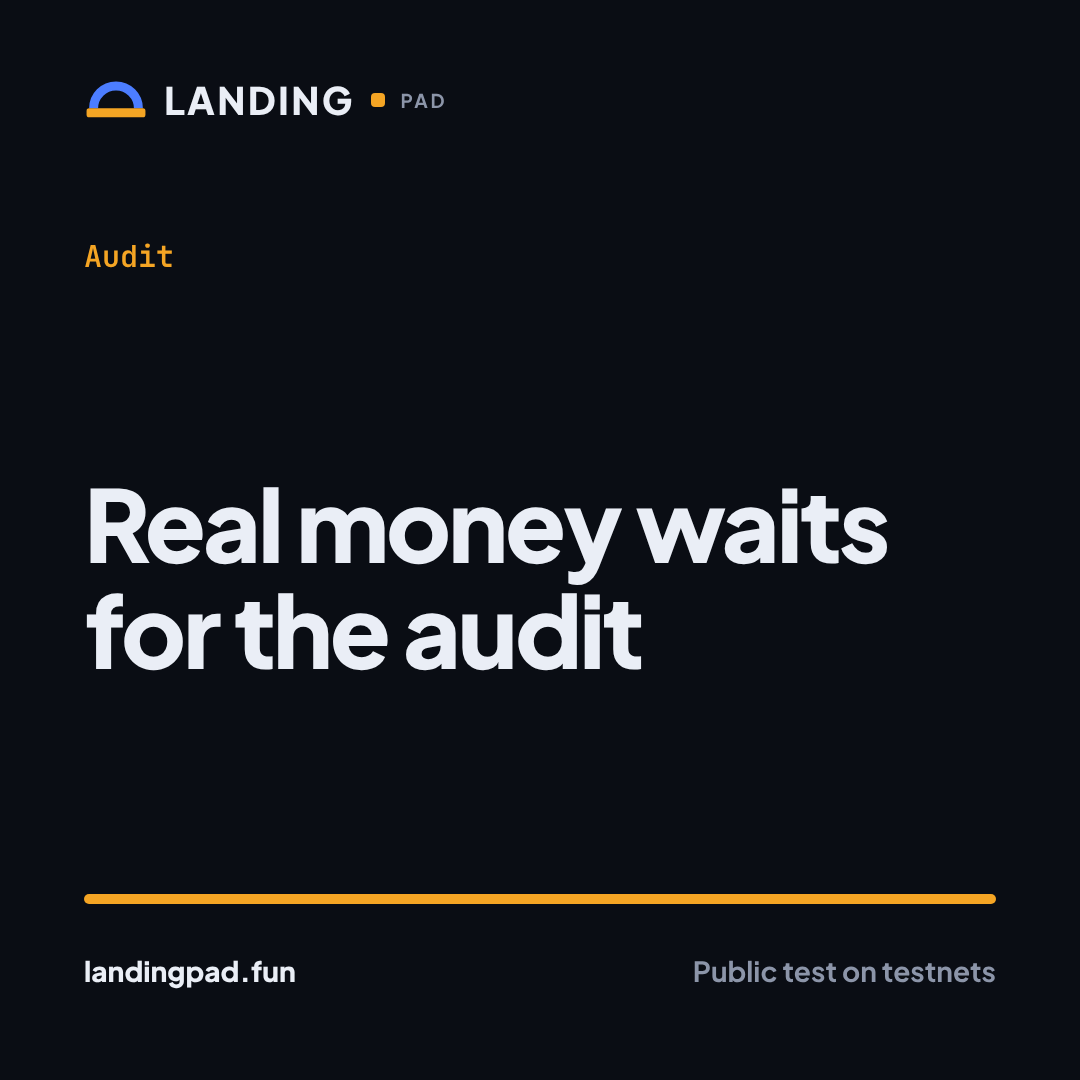 LANDING PAD
Audit
Real money waits
for the audit
landingpad.fun
Public test on testnets